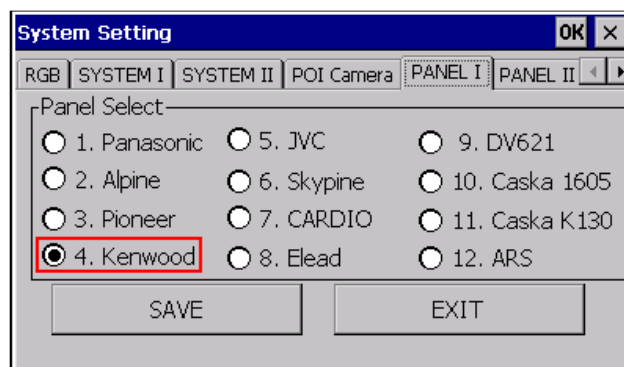 System Setting OK ×
RGB SYSTEM I SYSTEM II POI Camera PANEL I PANEL II
Panel Select
1. Panasonic 5. JVC 9. DV621
2. Alpine 6. Skypine 10. Caska 1605
3. Pioneer 7. CARDIO 11. Caska K130
4. Kenwood 8. Elead 12. ARS
SAVE EXIT